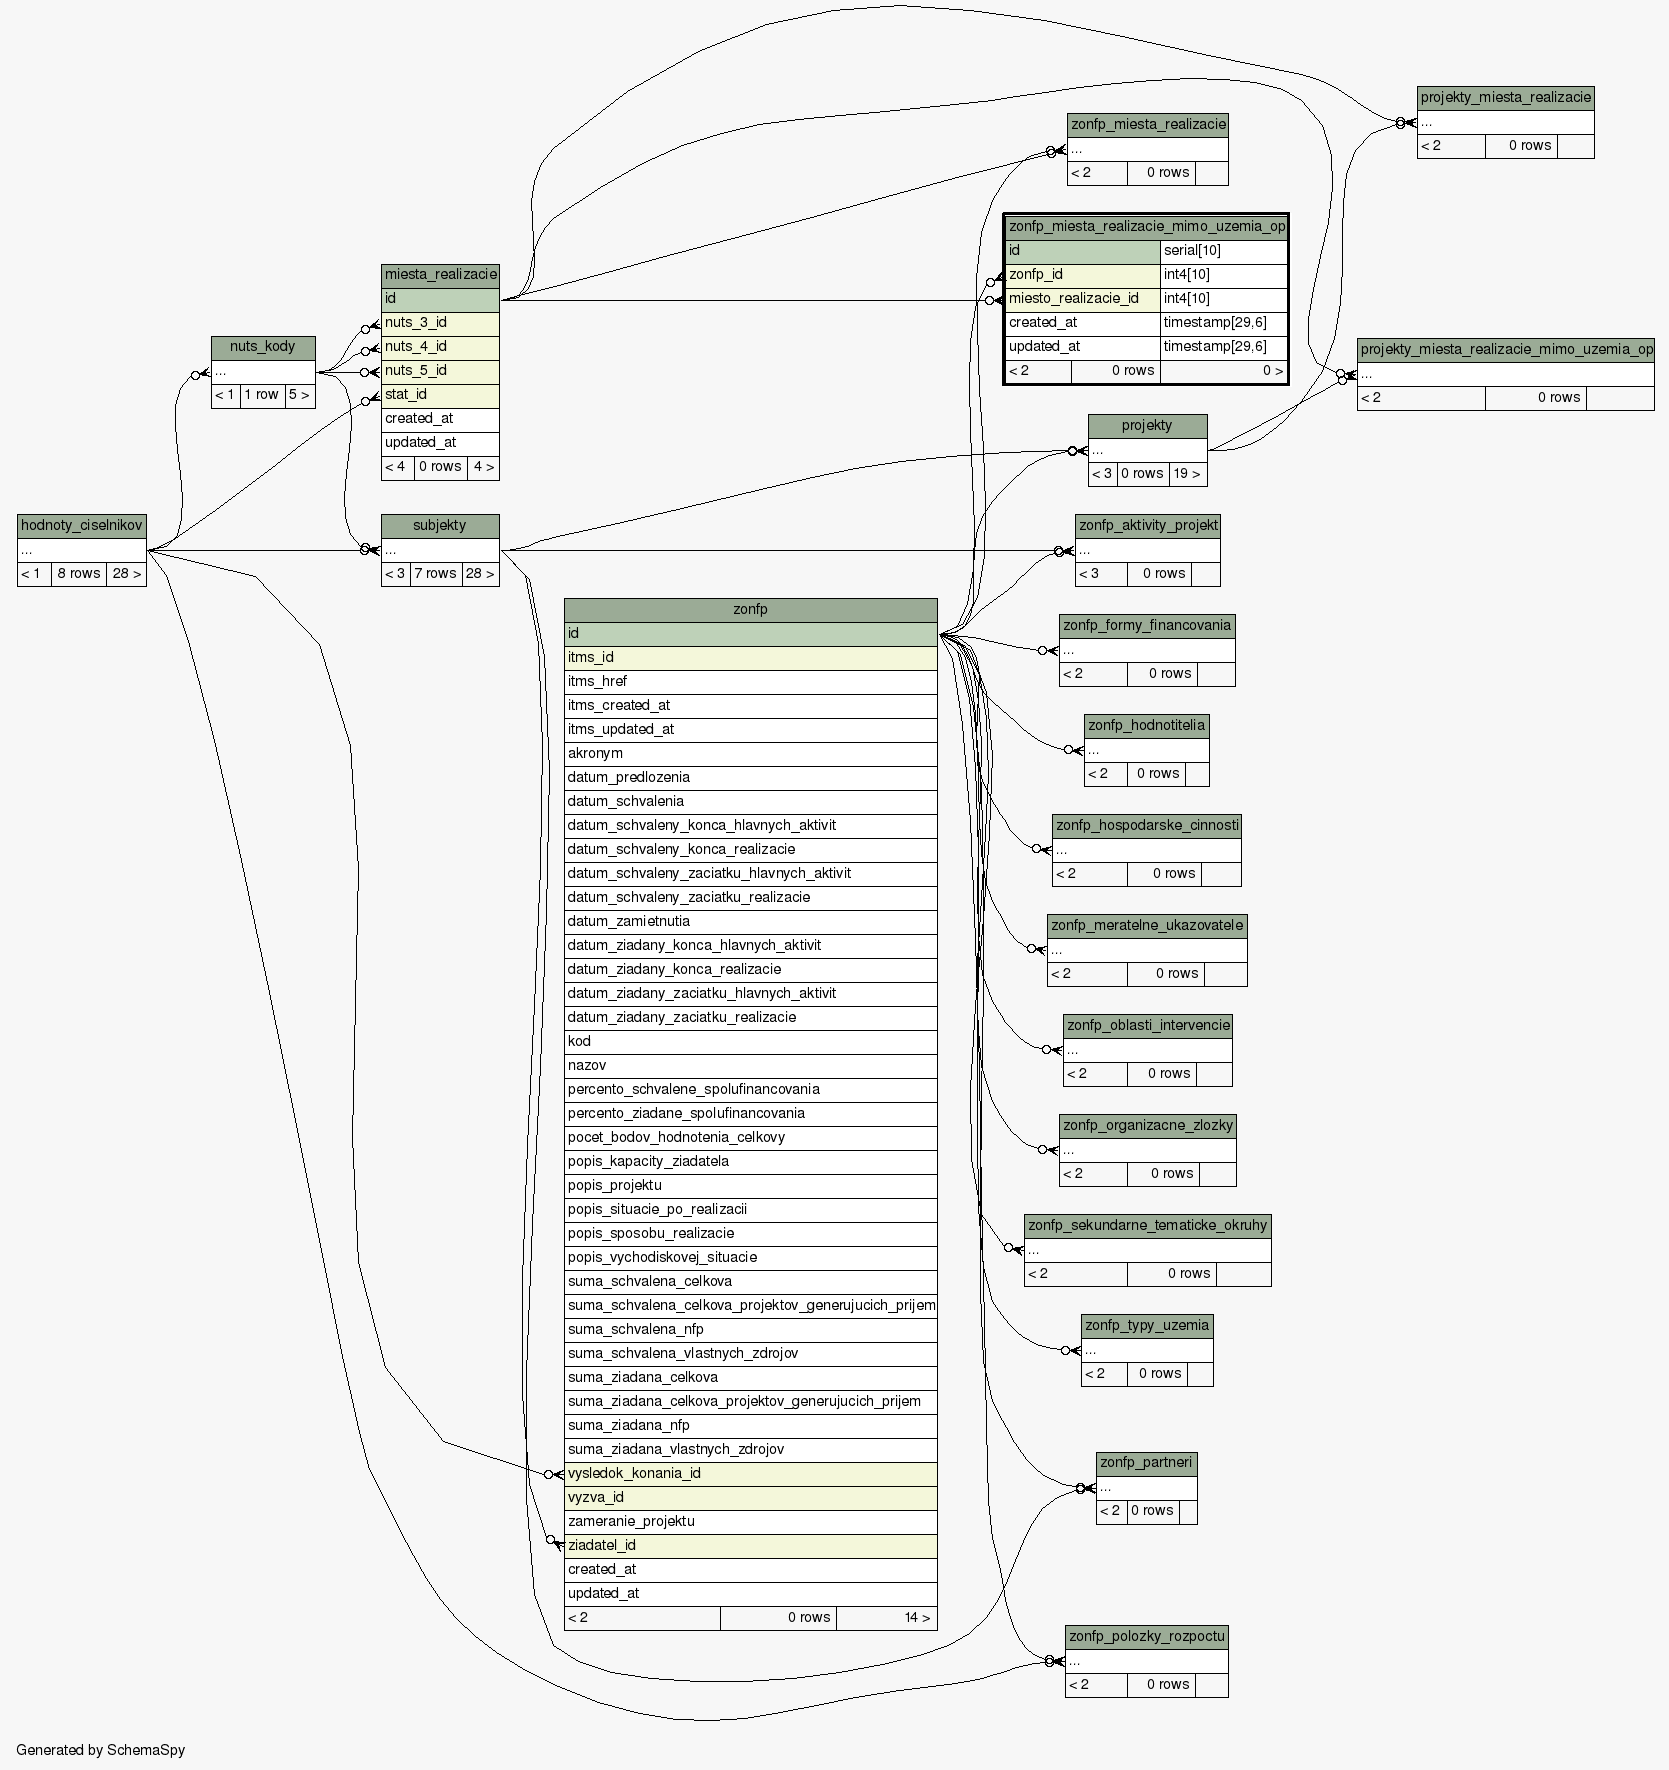 projekty_miesta_realizacie
...
< 2 0 rows
zonfp_miesta_realizacie
...
< 2 0 rows
zonfp_miesta_realizacie_mimo_uzemia_op
id serial[10]
zonfp_id int4[10]
miesto_realizacie_id int4[10]
created_at timestamp[29,6]
updated_at timestamp[29,6]
< 2 0 rows 0 >
miesta_realizacie
id
nuts_3_id
nuts_4_id
nuts_5_id
stat_id
created_at
updated_at
< 4 0 rows 4 >
nuts_kody
...
< 1 1 row 5 >
projekty_miesta_realizacie_mimo_uzemia_op
...
< 2 0 rows
projekty
...
< 3 0 rows 19 >
hodnoty_ciselnikov
...
< 1 8 rows 28 >
subjekty
...
< 3 7 rows 28 >
zonfp_aktivity_projekt
...
< 3 0 rows
zonfp
id
itms_id
itms_href
itms_created_at
itms_updated_at
akronym
datum_predlozenia
datum_schvalenia
datum_schvaleny_konca_hlavnych_aktivit
datum_schvaleny_konca_realizacie
datum_schvaleny_zaciatku_hlavnych_aktivit
datum_schvaleny_zaciatku_realizacie
datum_zamietnutia
datum_ziadany_konca_hlavnych_aktivit
datum_ziadany_konca_realizacie
datum_ziadany_zaciatku_hlavnych_aktivit
datum_ziadany_zaciatku_realizacie
kod
nazov
percento_schvalene_spolufinancovania
percento_ziadane_spolufinancovania
pocet_bodov_hodnotenia_celkovy
popis_kapacity_ziadatela
popis_projektu
popis_situacie_po_realizacii
popis_sposobu_realizacie
popis_vychodiskovej_situacie
suma_schvalena_celkova
suma_schvalena_celkova_projektov_generujucich_prijem
suma_schvalena_nfp
suma_schvalena_vlastnych_zdrojov
suma_ziadana_celkova
suma_ziadana_celkova_projektov_generujucich_prijem
suma_ziadana_nfp
suma_ziadana_vlastnych_zdrojov
vysledok_konania_id
vyzva_id
zameranie_projektu
ziadatel_id
created_at
updated_at
< 2 0 rows 14 >
zonfp_formy_financovania
...
< 2 0 rows
zonfp_hodnotitelia
...
< 2 0 rows
zonfp_hospodarske_cinnosti
...
< 2 0 rows
zonfp_meratelne_ukazovatele
...
< 2 0 rows
zonfp_oblasti_intervencie
...
< 2 0 rows
zonfp_organizacne_zlozky
...
< 2 0 rows
zonfp_sekundarne_tematicke_okruhy
...
< 2 0 rows
zonfp_typy_uzemia
...
< 2 0 rows
zonfp_partneri
...
< 2 0 rows
zonfp_polozky_rozpoctu
...
< 2 0 rows
Generated by SchemaSpy